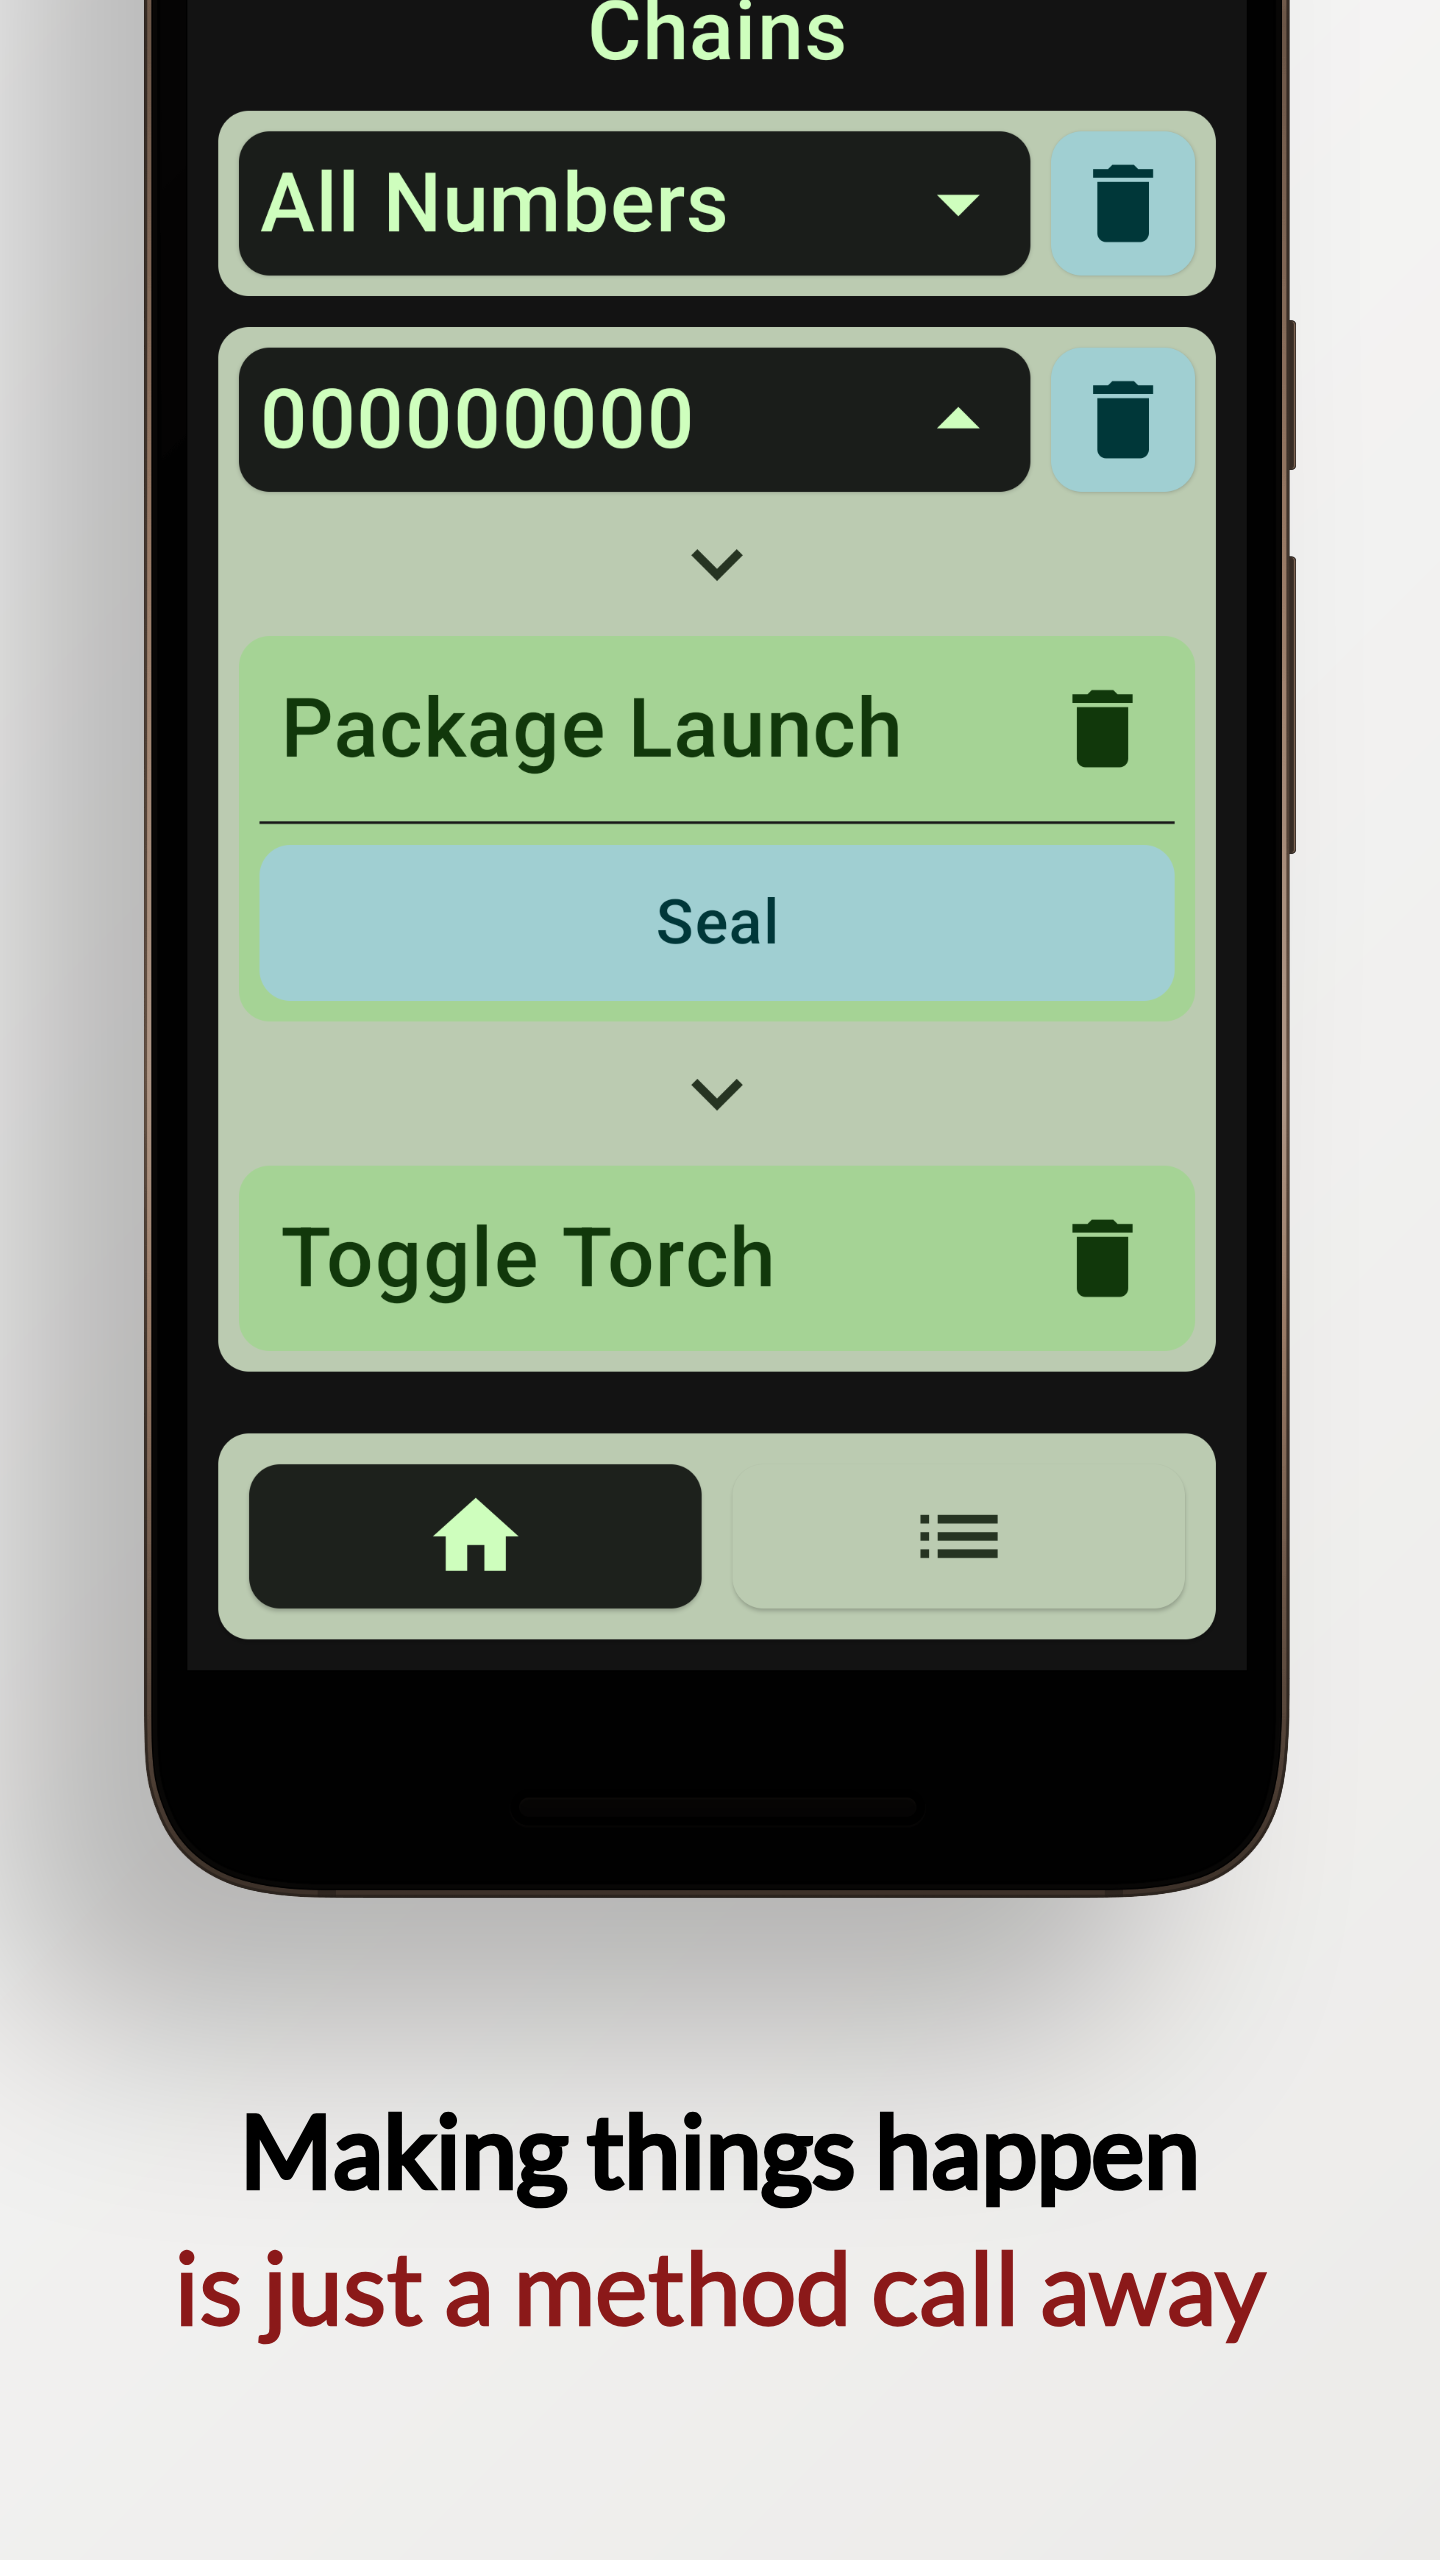 Chains
All Numbers
000000000
Package Launch
Seal
Toggle Torch
Making things happen
is just a method call away